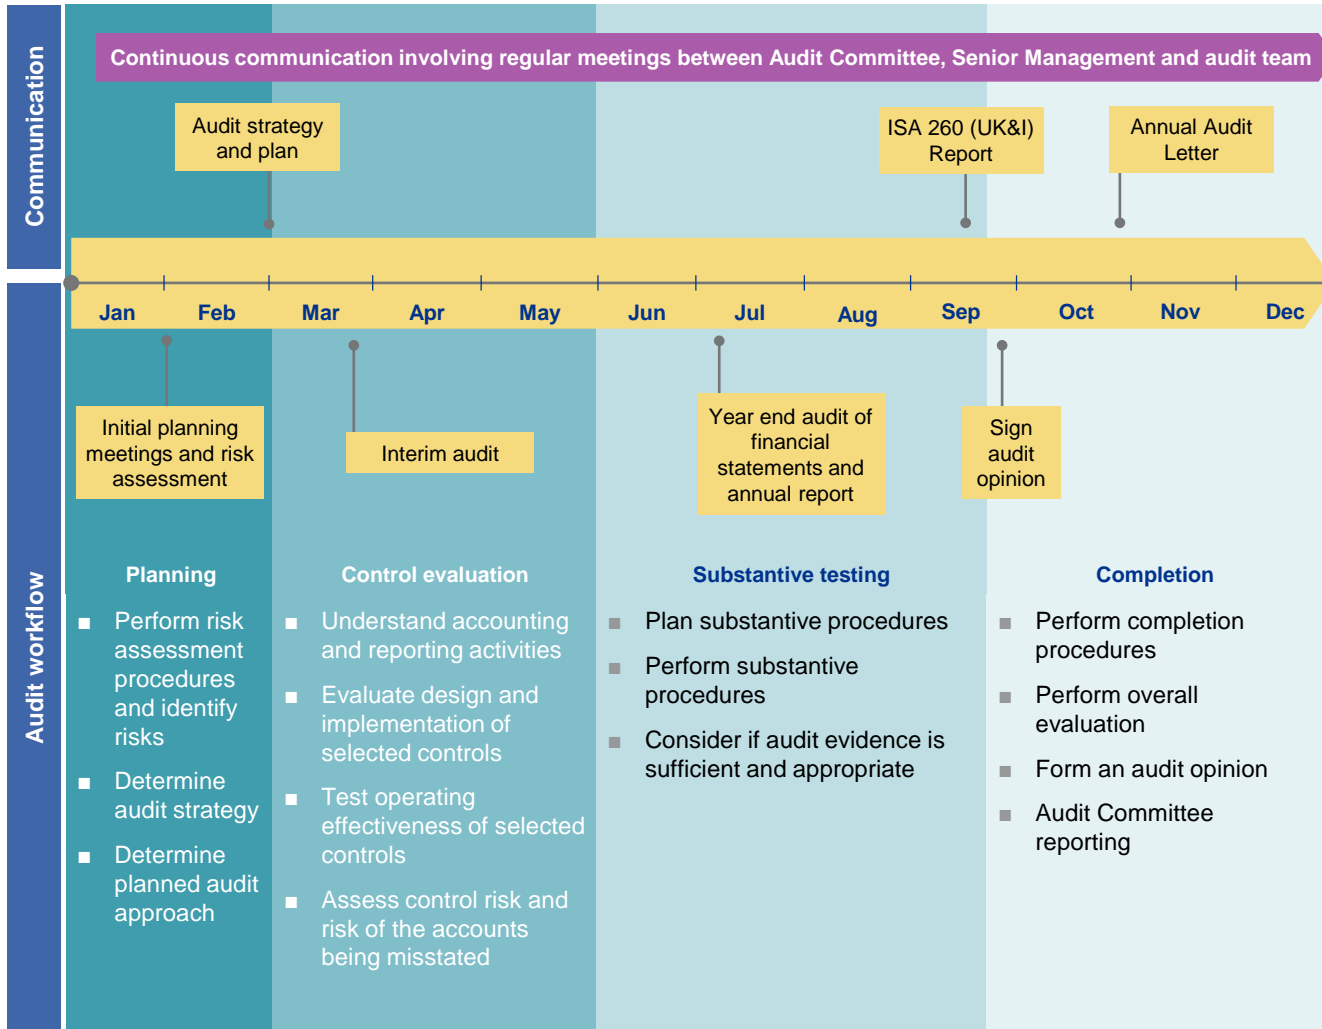 Communication
Continuous communication involving regular meetings between Audit Committee, Senior Management and audit team
Audit strategy
and plan
ISA 260 (UK&I)
Report
Annual Audit
Letter
Jan Feb Mar Apr May Jun Jul Aug Sep Oct Nov Dec
Audit workflow
Initial planning
meetings and risk
assessment
Interim audit
Year end audit of
financial
statements and
annual report
Sign
audit
opinion
Planning
■ Perform risk
assessment
procedures
and identify
risks
■ Determine
audit strategy
■ Determine
planned audit
approach
Control evaluation
■ Understand accounting
and reporting activities
■ Evaluate design and
implementation of
selected controls
■ Test operating
effectiveness of selected
controls
■ Assess control risk and
risk of the accounts
being misstated
Substantive testing
■ Plan substantive procedures
■ Perform substantive
procedures
■ Consider if audit evidence is
sufficient and appropriate
Completion
■ Perform completion
procedures
■ Perform overall
evaluation
■ Form an audit opinion
■ Audit Committee
reporting